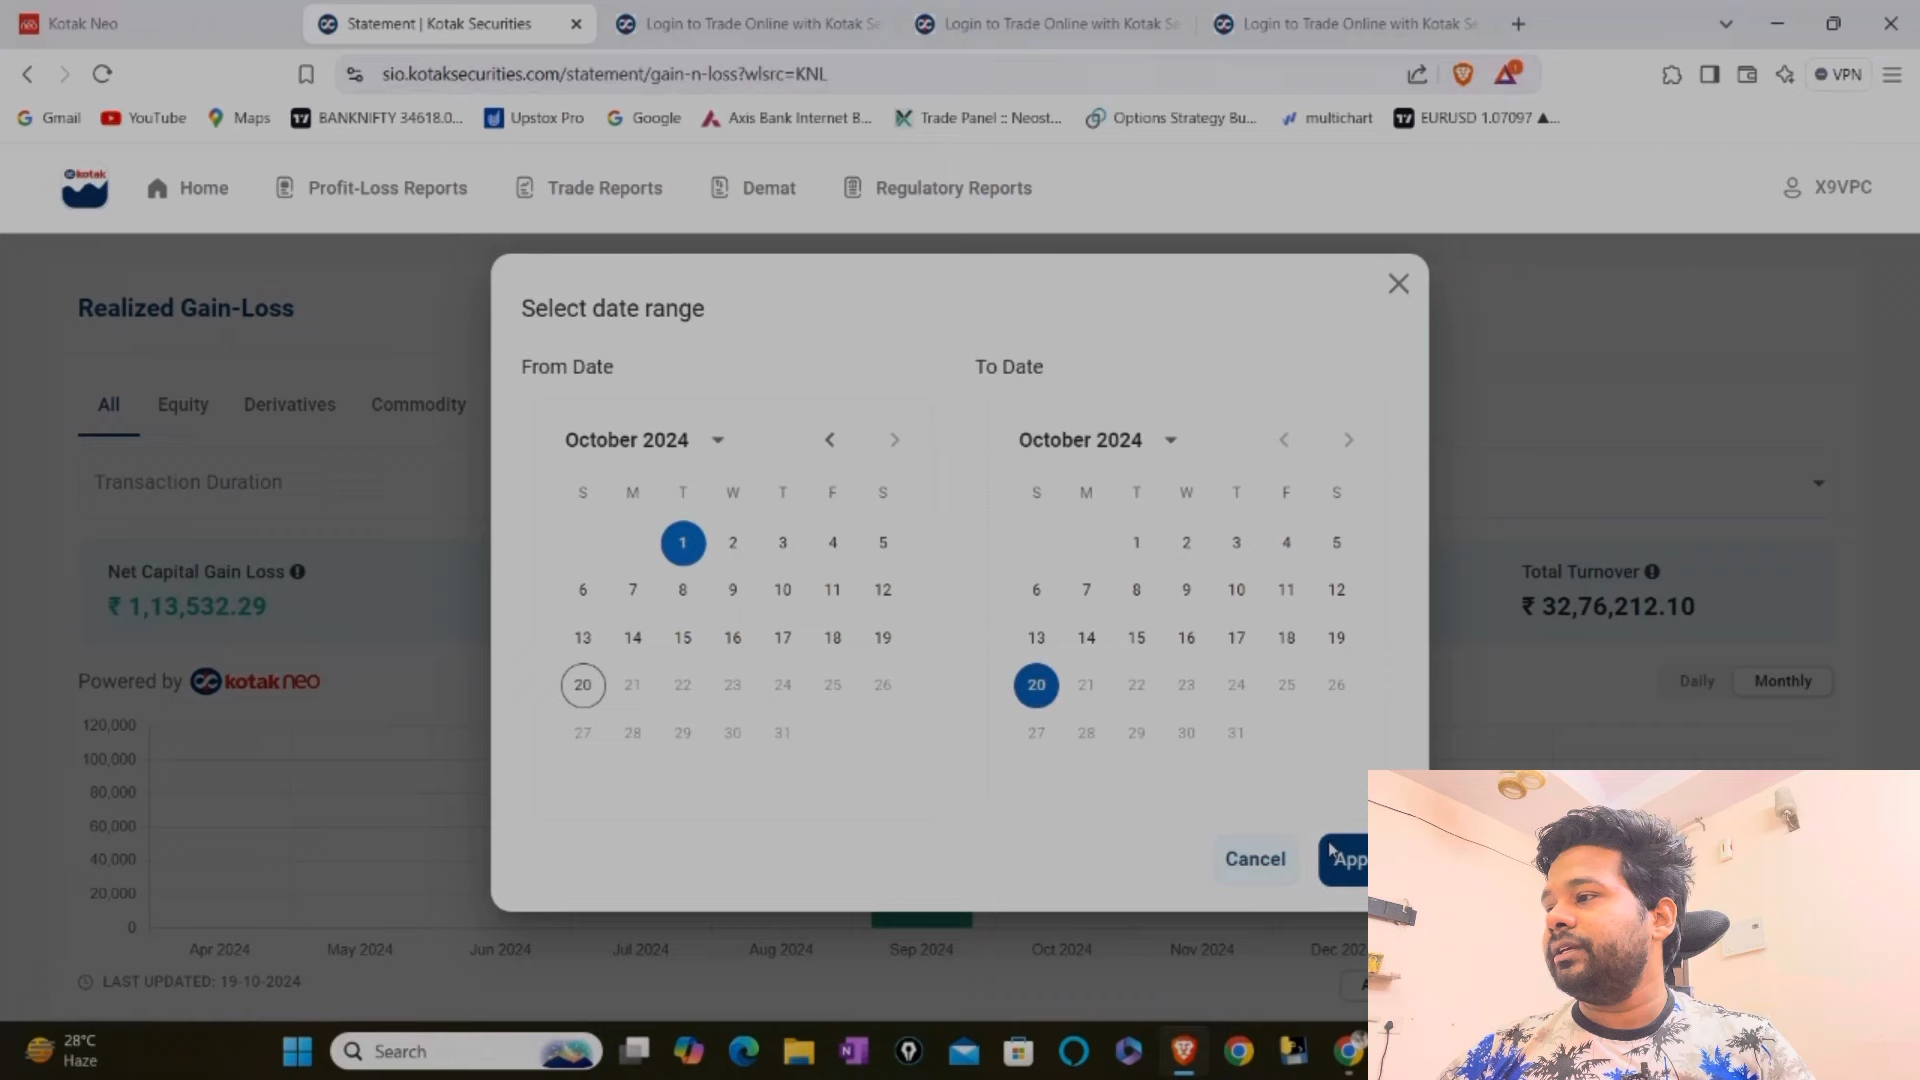 Kotak Neo
Statement | Kotak Securities
Login to Trade Online with Kotak Se
Login to Trade Online with Kotak Se
Login to Trade Online with Kotak Se
sio.kotaksecurities.com/statement/gain-n-loss?wlsrc=KNL
1
VPN
Gmail YouTube Maps BANKNIFTY 34618.0... Upstox Pro Google Axis Bank Internet B... Trade Panel :: Neost... Options Strategy Bu... multichart EURUSD 1.07097 ▲...
kotak
Home Profit-Loss Reports Trade Reports Demat Regulatory Reports X9VPC
Realized Gain-Loss
All Equity Derivatives Commodity
Transaction Duration
Net Capital Gain Loss
₹ 1,13,532.29
Total Turnover
₹ 32,76,212.10
Powered by kotak neo
Daily Monthly
Select date range
From Date
October 2024
S M T W T F S
1 2 3 4 5
6 7 8 9 10 11 12
13 14 15 16 17 18 19
20 21 22 23 24 25 26
27 28 29 30 31
To Date
October 2024
S M T W T F S
1 2 3 4 5
6 7 8 9 10 11 12
13 14 15 16 17 18 19
20 21 22 23 24 25 26
27 28 29 30 31
Cancel
App
120,000
100,000
80,000
60,000
40,000
20,000
0
Apr 2024 May 2024 Jun 2024 Jul 2024 Aug 2024 Sep 2024 Oct 2024 Nov 2024 Dec 202
LAST UPDATED: 19-10-2024
A
28°C
Haze
Search